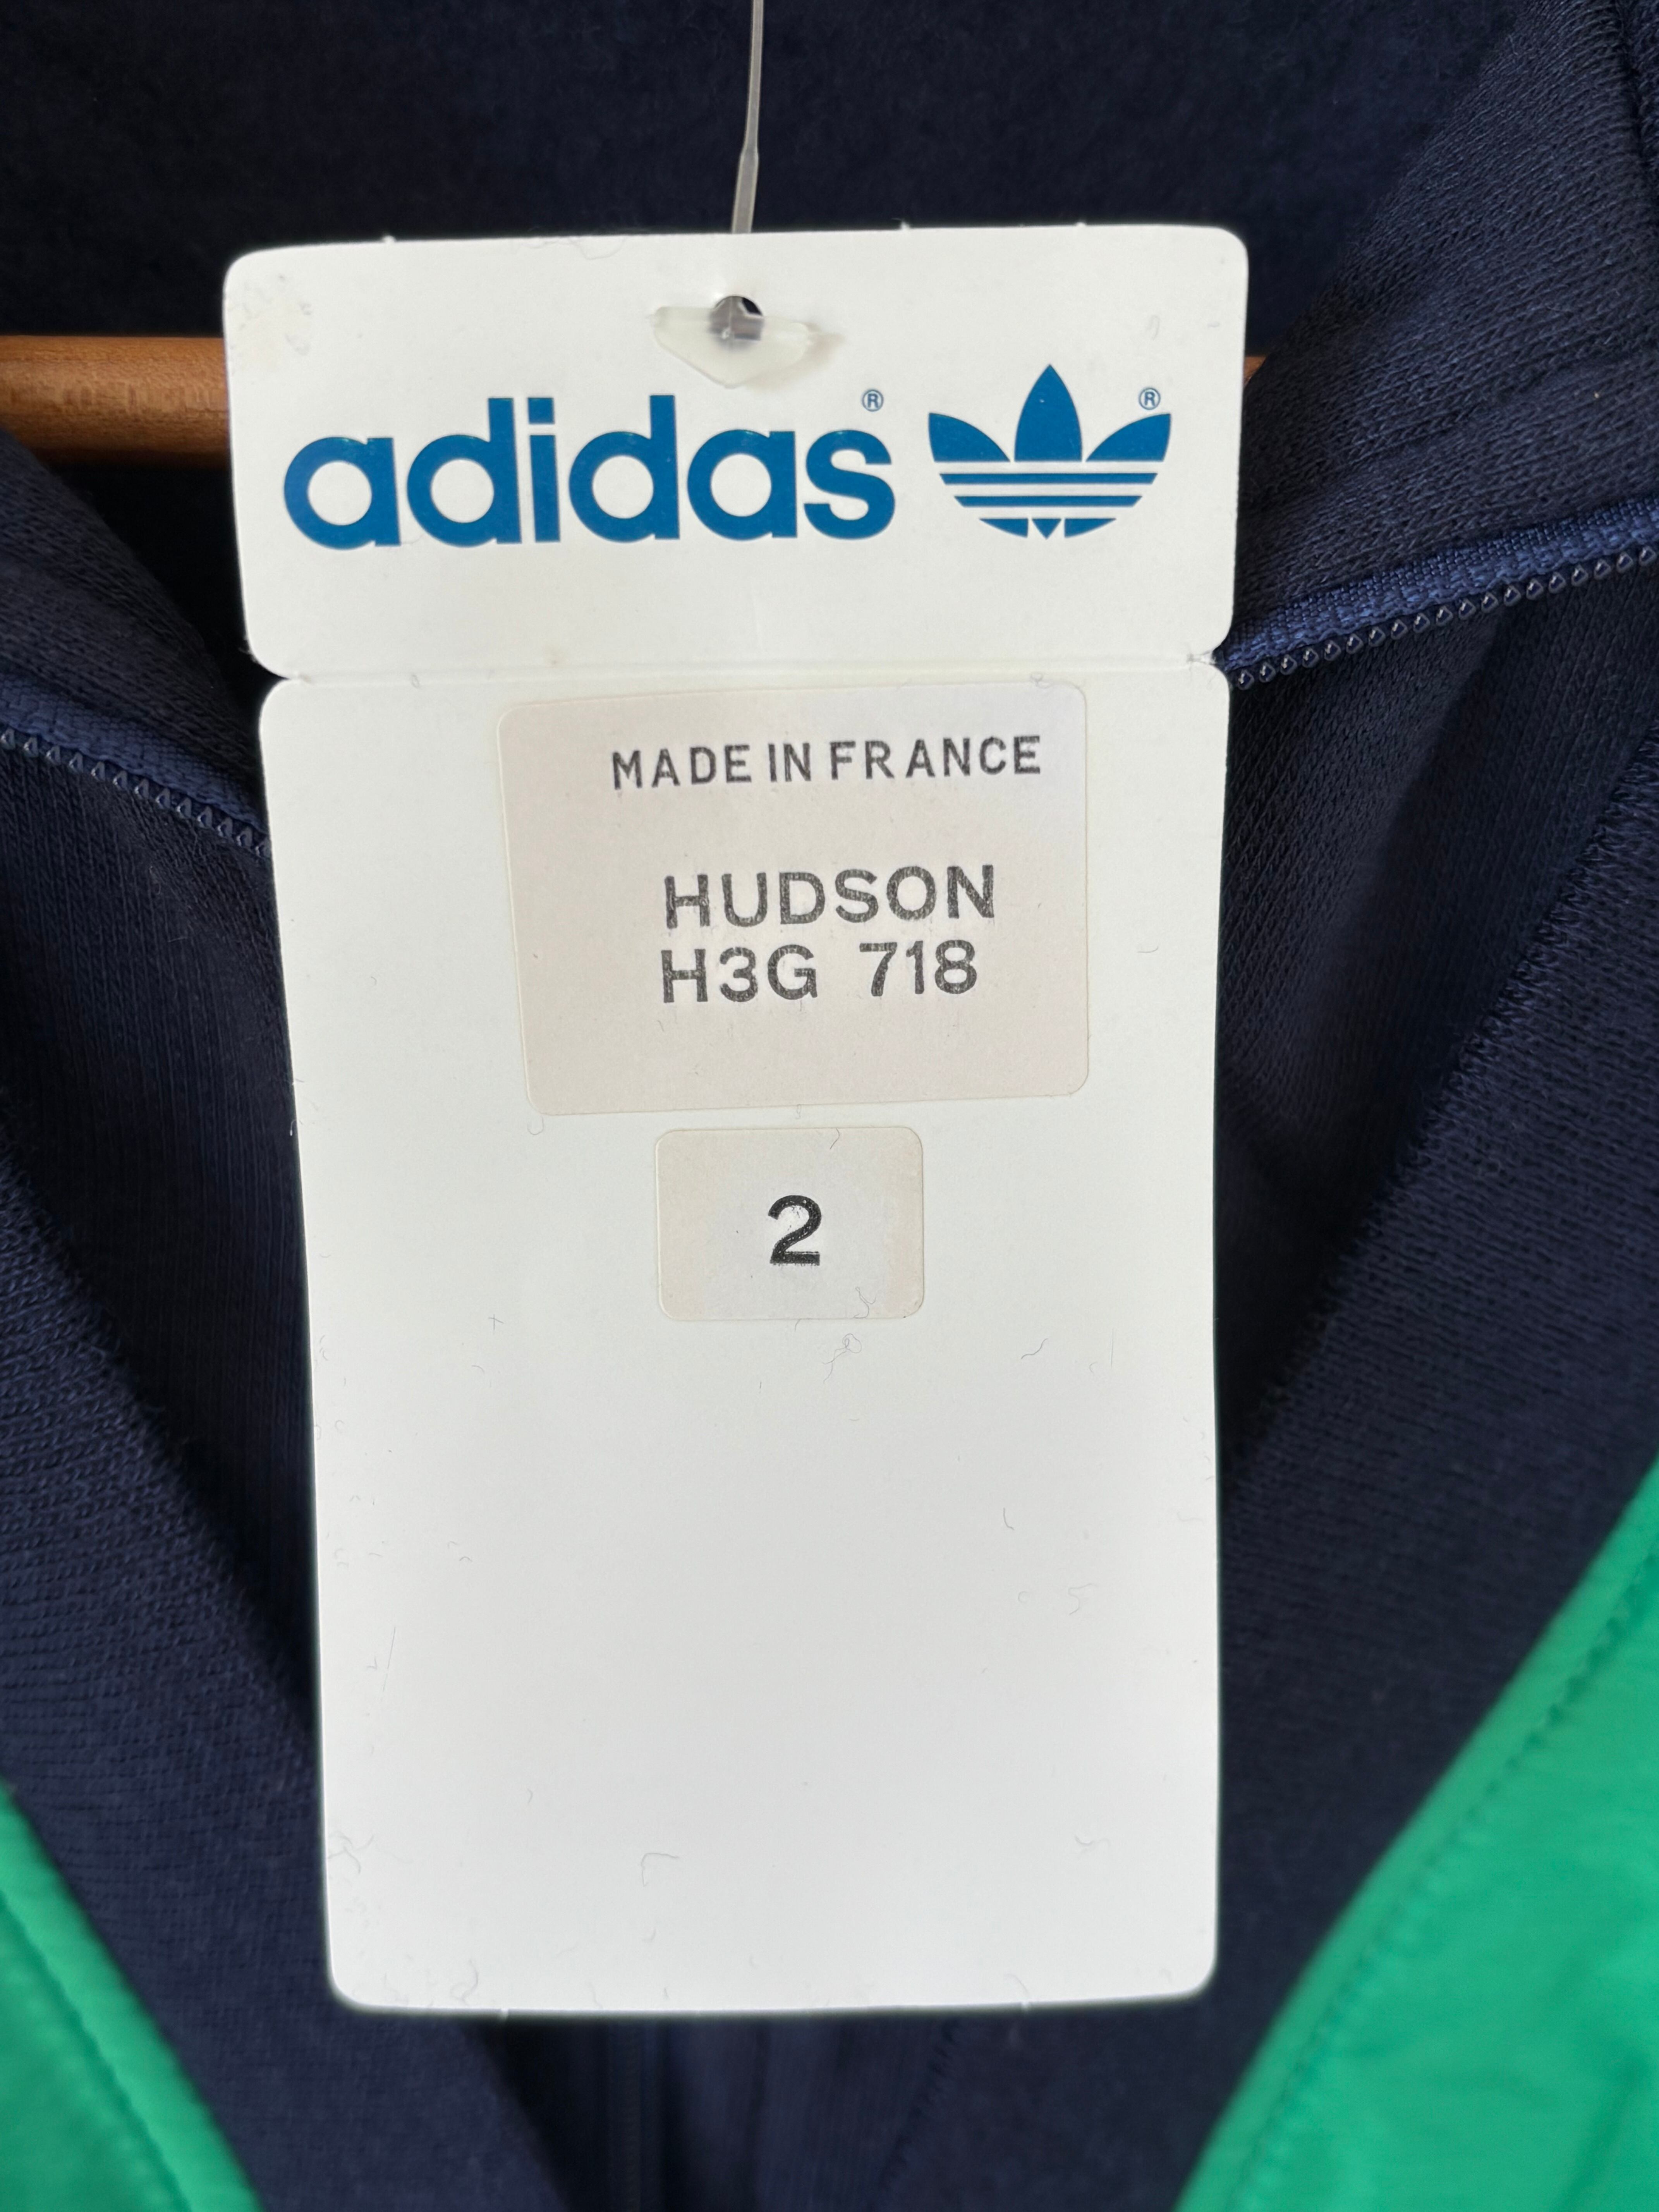 adidas® ®
MADE IN FRANCE
HUDSON
H3G 718
2